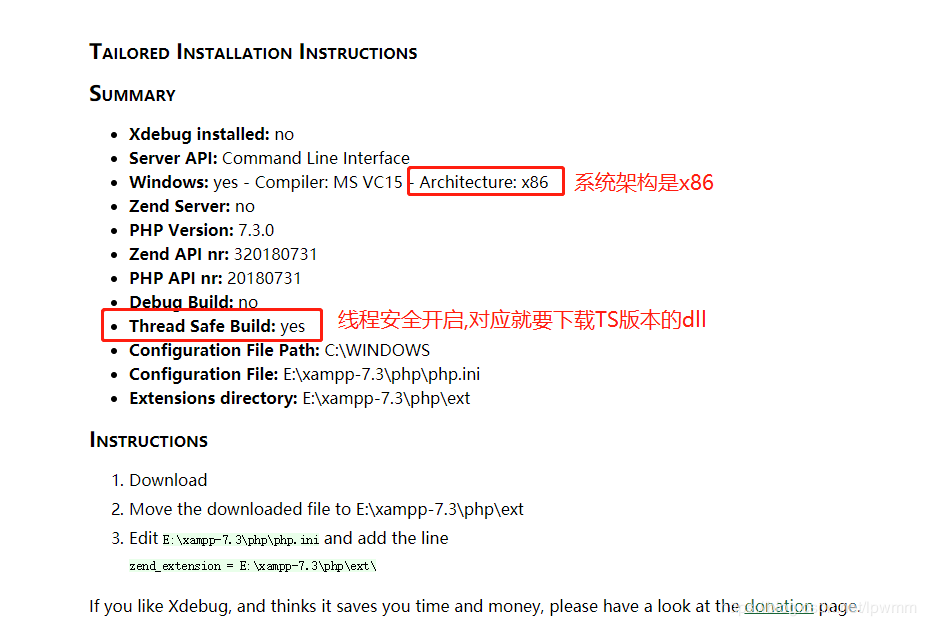 TAILORED INSTALLATION INSTRUCTIONS
SUMMARY
• Xdebug installed: no
• Server API: Command Line Interface
• Windows: yes - Compiler: MS VC15 - Architecture: x86 系统架构是x86
• Zend Server: no
• PHP Version: 7.3.0
• Zend API nr: 320180731
• PHP API nr: 20180731
• Debug Build: no
• Thread Safe Build: yes 线程安全开启,对应就要下载TS版本的dll
• Configuration File Path: C:\WINDOWS
• Configuration File: E:\xampp-7.3\php\php.ini
• Extensions directory: E:\xampp-7.3\php\ext
INSTRUCTIONS
1. Download
2. Move the downloaded file to E:\xampp-7.3\php\ext
3. Edit E:\xampp-7.3\php\php.ini and add the line
zend_extension = E:\xampp-7.3\php\ext\
If you like Xdebug, and thinks it saves you time and money, please have a look at the donation page.